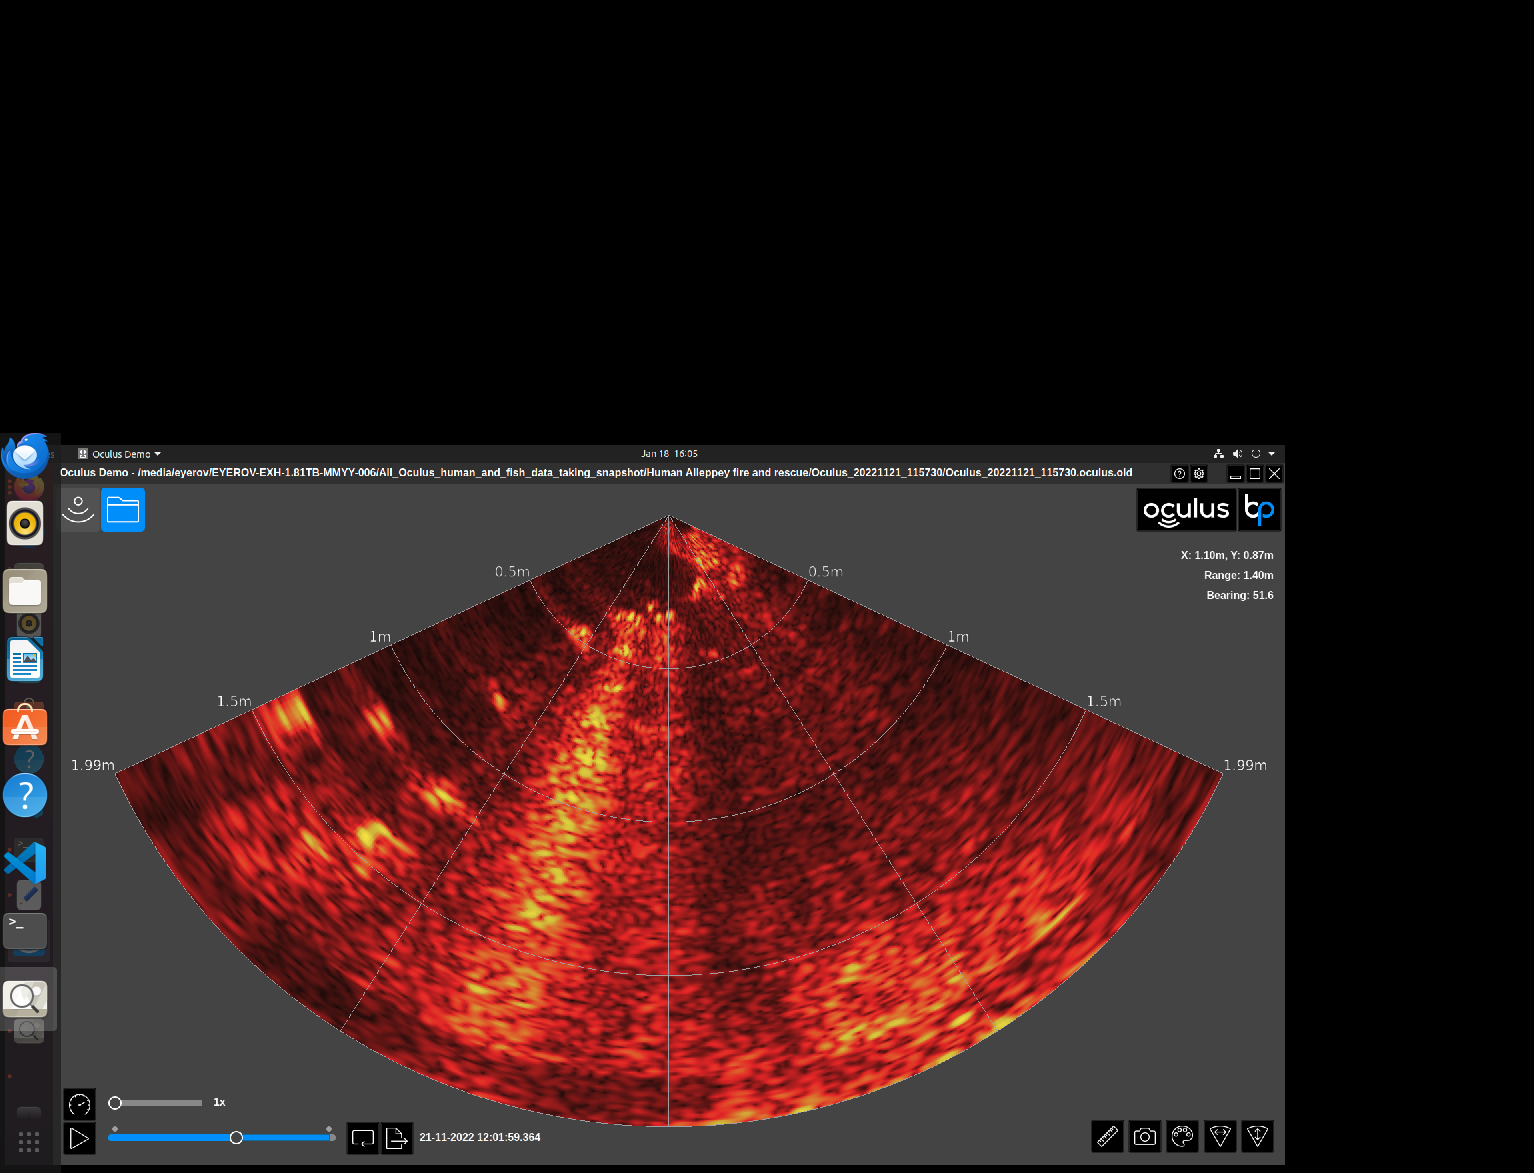 Oculus Demo
Jan 18 16:05
Oculus Demo - /media/eyerov/EYEROV-EXH-1.81TB-MMYY-006/All_Oculus_human_and_fish_data_taking_snapshot/Human Alleppey fire and rescue/Oculus_20221121_115730/Oculus_20221121_115730.oculus.old
oculus bp
X: 1.10m, Y: 0.87m
Range: 1.40m
Bearing: 51.6
0.5m 0.5m
1m 1m
1.5m 1.5m
1.99m 1.99m
1x
21-11-2022 12:01:59.364